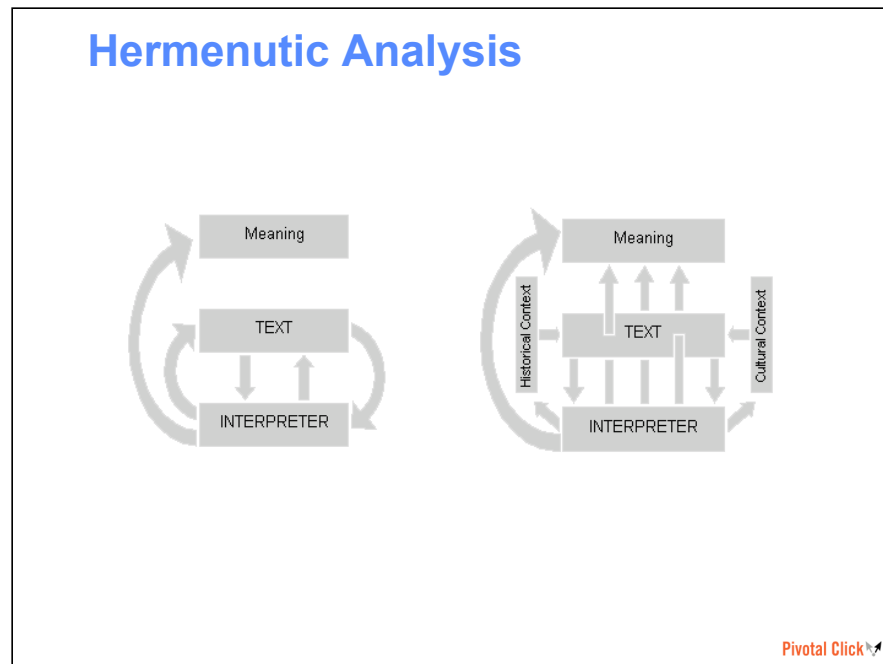 Hermenutic Analysis
Meaning
TEXT
INTERPRETER
Meaning
Historical Context
TEXT
Cultural Context
INTERPRETER
Pivotal Click